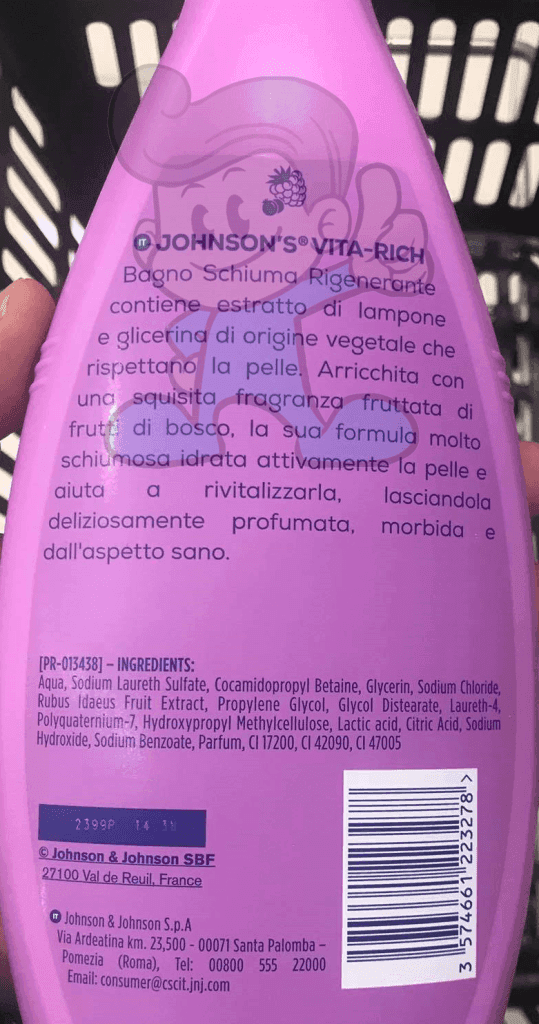 IT JOHNSON'S® VITA-RICH
Bagno Schiuma Rigenerante
contiene estratto di lampone
e glicerina di origine vegetale che
rispettano la pelle. Arricchita con
una squisita fragranza fruttata di
frutti di bosco, la sua formula molto
schiumosa idrata attivamente la pelle e
aiuta a rivitalizzarla, lasciandola
deliziosamente profumata, morbida e
dall'aspetto sano.
[PR-013438] – INGREDIENTS:
Aqua, Sodium Laureth Sulfate, Cocamidopropyl Betaine, Glycerin, Sodium Chloride,
Rubus Idaeus Fruit Extract, Propylene Glycol, Glycol Distearate, Laureth-4,
Polyquaternium-7, Hydroxypropyl Methylcellulose, Lactic acid, Citric Acid, Sodium
Hydroxide, Sodium Benzoate, Parfum, CI 17200, CI 42090, CI 47005
2399P 14
© Johnson & Johnson SBF
27100 Val de Reuil, France
IT Johnson & Johnson S.p.A
Via Ardeatina km. 23,500 - 00071 Santa Palomba –
Pomezia (Roma), Tel: 00800 555 22000
Email: consumer@cscit.jnj.com
3 574661 223278 >